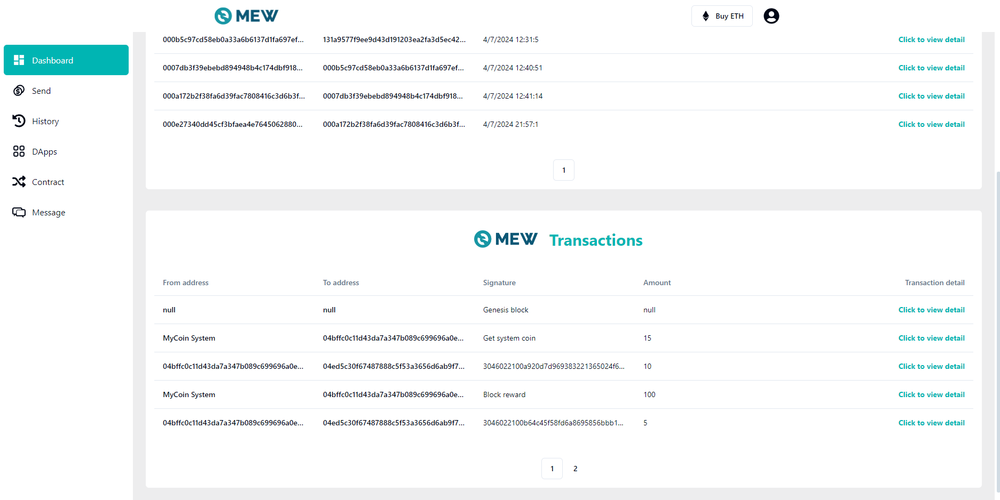 MEW
Buy ETH
Dashboard
Send
History
DApps
Contract
Message
000b5c97cd58eb0a33a6b6137d1fa697ef... 131a9577f9ee9d43d191203ea2fa3d5ec42... 4/7/2024 12:31:5 Click to view detail
0007db3f39ebebd894948b4c174dbf918... 000b5c97cd58eb0a33a6b6137d1fa697ef... 4/7/2024 12:40:51 Click to view detail
000a172b2f38fa6d39fac7808416c3d6b3f... 0007db3f39ebebd894948b4c174dbf918... 4/7/2024 12:41:14 Click to view detail
000e27340dd45cf3bfaea4e7645062880... 000a172b2f38fa6d39fac7808416c3d6b3f... 4/7/2024 21:57:1 Click to view detail
1
MEW Transactions
From address To address Signature Amount Transaction detail
null null Genesis block null Click to view detail
MyCoin System 04bffc0c11d43da7a347b089c699696a0e... Get system coin 15 Click to view detail
04bffc0c11d43da7a347b089c699696a0e... 04ed5c30f67487888c5f53a3656d6ab9f7... 3046022100a920d7d969383221365024f6... 10 Click to view detail
MyCoin System 04bffc0c11d43da7a347b089c699696a0e... Block reward 100 Click to view detail
04bffc0c11d43da7a347b089c699696a0e... 04ed5c30f67487888c5f53a3656d6ab9f7... 3046022100b64c45f58fd6a8695856bbb1... 5 Click to view detail
1 2